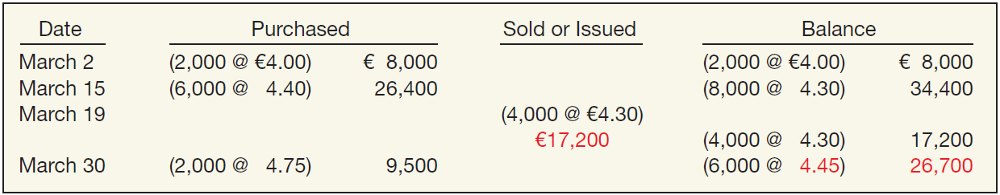 Date Purchased Sold or Issued Balance
March 2 (2,000 @ €4.00) € 8,000 (2,000 @ €4.00) € 8,000
March 15 (6,000 @ 4.40) 26,400 (8,000 @ 4.30) 34,400
March 19 (4,000 @ €4.30)
€17,200 (4,000 @ 4.30) 17,200
March 30 (2,000 @ 4.75) 9,500 (6,000 @ 4.45) 26,700